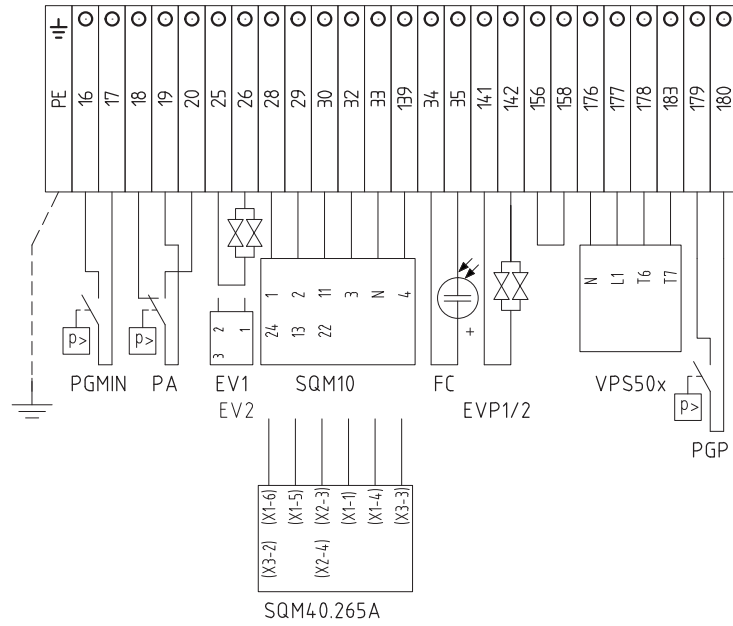 PE 16 17 18 19 20 25 26 28 29 30 32 33 139 34 35 141 142 156 158 176 177 178 183 179 180
1 2 11 3 N 4
24 13 22
N L1 T6 T7
2 1
3
+
P> P>
PGMIN PA EV1 SQM10 FC VPS50x
EV2 EVP1/2
P>
PGP
(X1-6) (X1-5) (X2-3) (X1-1) (X1-4) (X3-3)
(X3-2) (X2-4)
SQM40.265A